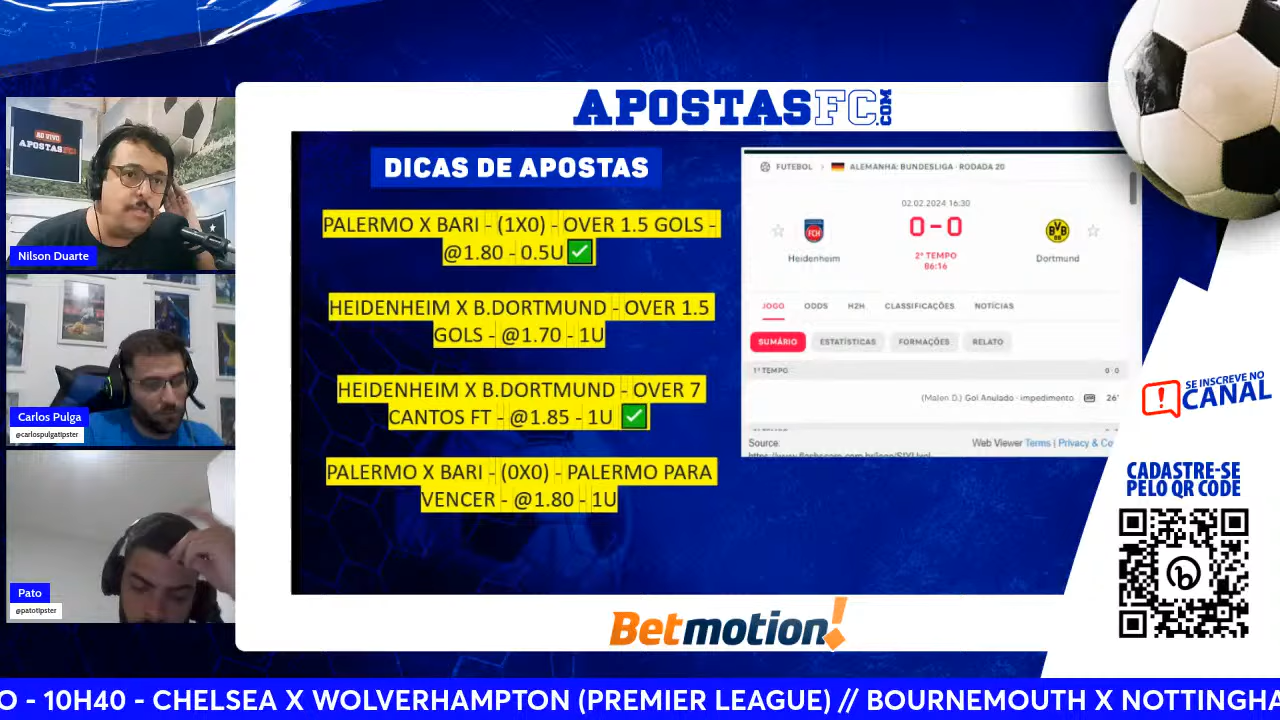 APOSTASFC.COM
AO VIVO
APOSTASFC
Nilson Duarte
Carlos Pulga
@carlospulgatipster
Pato
@patotipster
DICAS DE APOSTAS
PALERMO X BARI - (1X0) - OVER 1.5 GOLS -
@1.80 - 0.5U ✅
HEIDENHEIM X B.DORTMUND - OVER 1.5
GOLS - @1.70 - 1U
HEIDENHEIM X B.DORTMUND - OVER 7
CANTOS FT - @1.85 - 1U ✅
PALERMO X BARI - (0X0) - PALERMO PARA
VENCER - @1.80 - 1U
FUTEBOL > ALEMANHA: BUNDESLIGA - RODADA 20
02.02.2024 16:30
0-0
2º TEMPO
86:16
Heidenheim
Dortmund
JOGO ODDS H2H CLASSIFICAÇÕES NOTÍCIAS
SUMÁRIO ESTATÍSTICAS FORMAÇÕES RELATO
1º TEMPO 0:0
(Malen D.) Gol Anulado - impedimento 26'
Source:
Web Viewer Terms | Privacy & Co
SE INSCREVE NO
CANAL
CADASTRE-SE
PELO QR CODE
Betmotion!
O - 10H40 - CHELSEA X WOLVERHAMPTON (PREMIER LEAGUE) // BOURNEMOUTH X NOTTINGHA